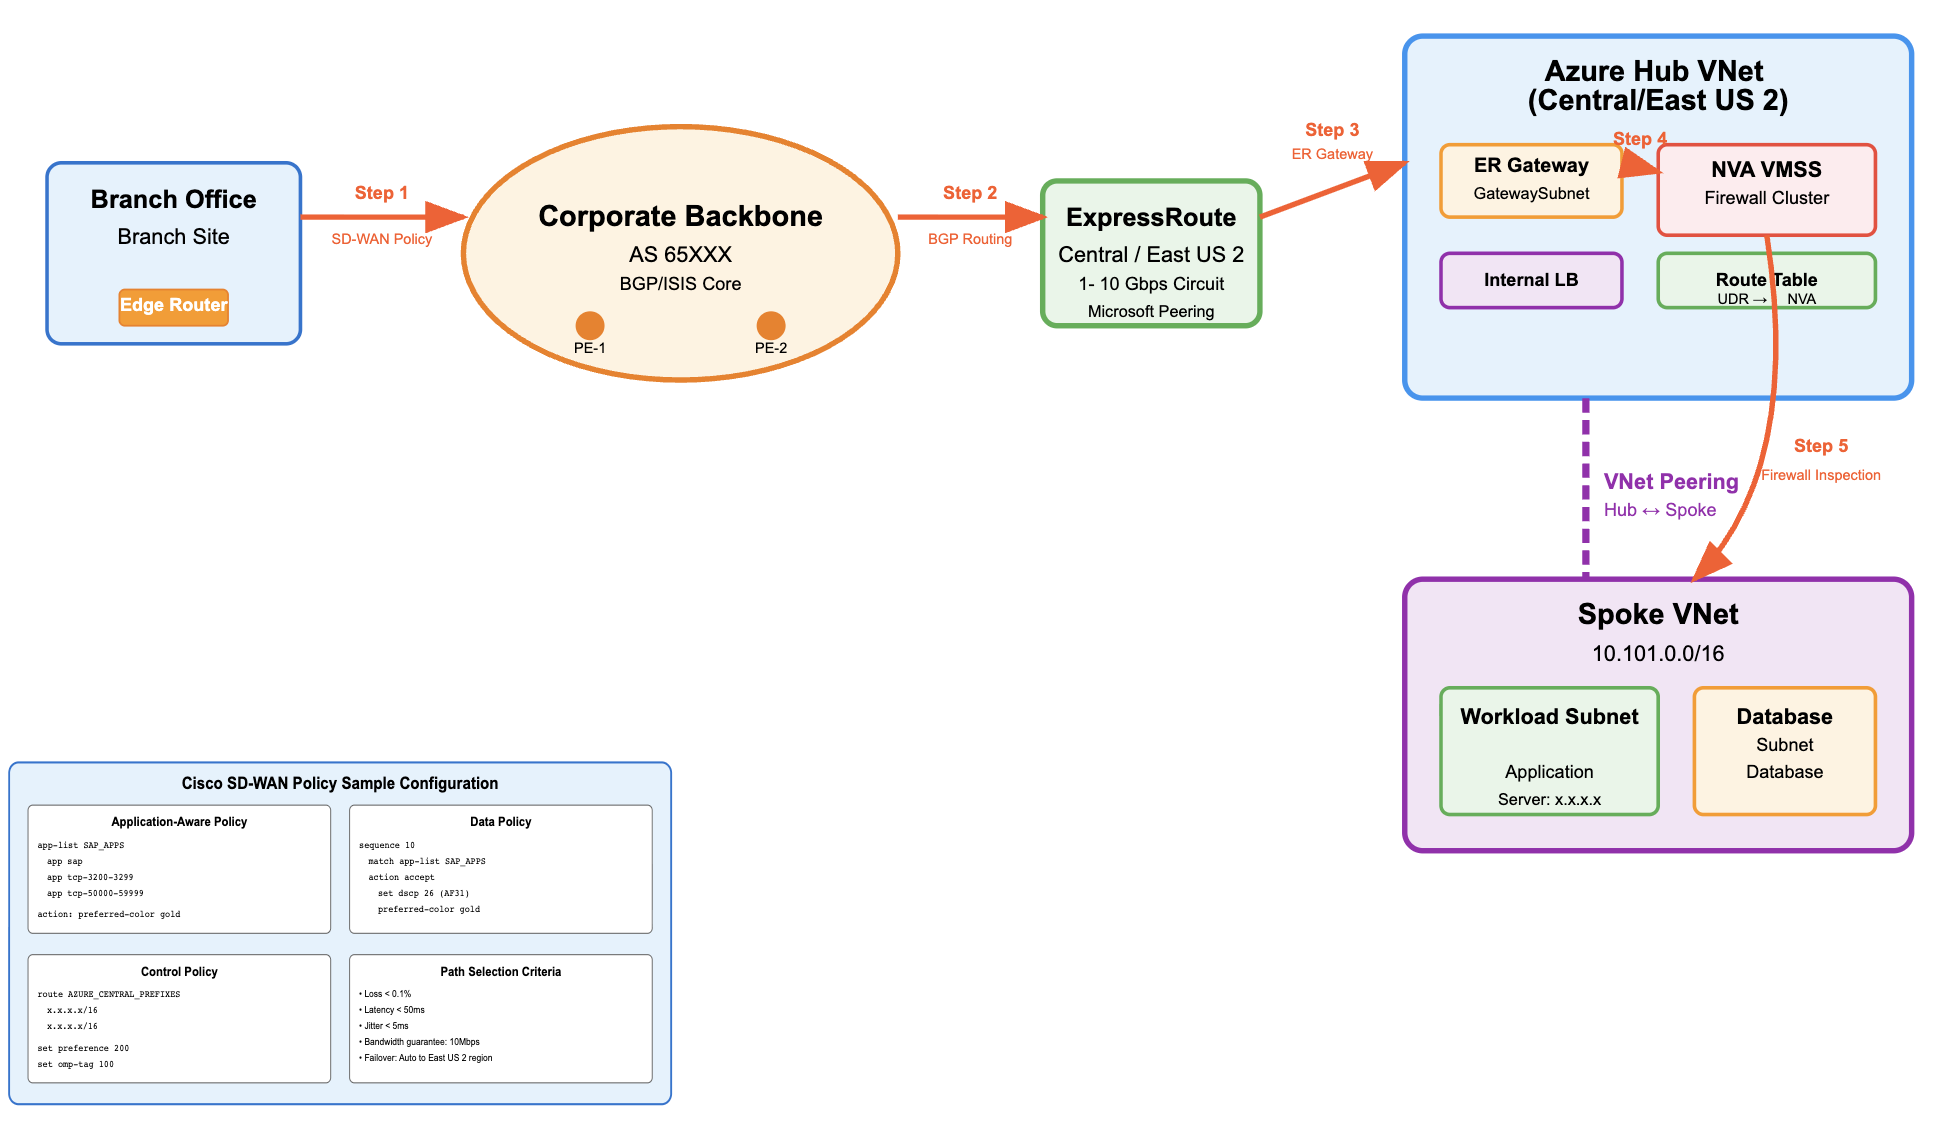 Branch Office
Branch Site
Edge Router
Step 1
SD-WAN Policy
Corporate Backbone
AS 65XXX
BGP/ISIS Core
PE-1
PE-2
Step 2
BGP Routing
ExpressRoute
Central / East US 2
1- 10 Gbps Circuit
Microsoft Peering
Step 3
ER Gateway
Azure Hub VNet
(Central/East US 2)
Step 4
ER Gateway
GatewaySubnet
NVA VMSS
Firewall Cluster
Internal LB
Route Table
UDR → NVA
Step 5
Firewall Inspection
VNet Peering
Hub ↔ Spoke
Spoke VNet
10.101.0.0/16
Workload Subnet
Application
Server: x.x.x.x
Database
Subnet
Database
Cisco SD-WAN Policy Sample Configuration
Application-Aware Policy
app-list SAP_APPS
app sap
app tcp-3200-3299
app tcp-50000-59999
action: preferred-color gold
Data Policy
sequence 10
match app-list SAP_APPS
action accept
set dscp 26 (AF31)
preferred-color gold
Control Policy
route AZURE_CENTRAL_PREFIXES
x.x.x.x/16
x.x.x.x/16
set preference 200
set omp-tag 100
Path Selection Criteria
• Loss < 0.1%
• Latency < 50ms
• Jitter < 5ms
• Bandwidth guarantee: 10Mbps
• Failover: Auto to East US 2 region